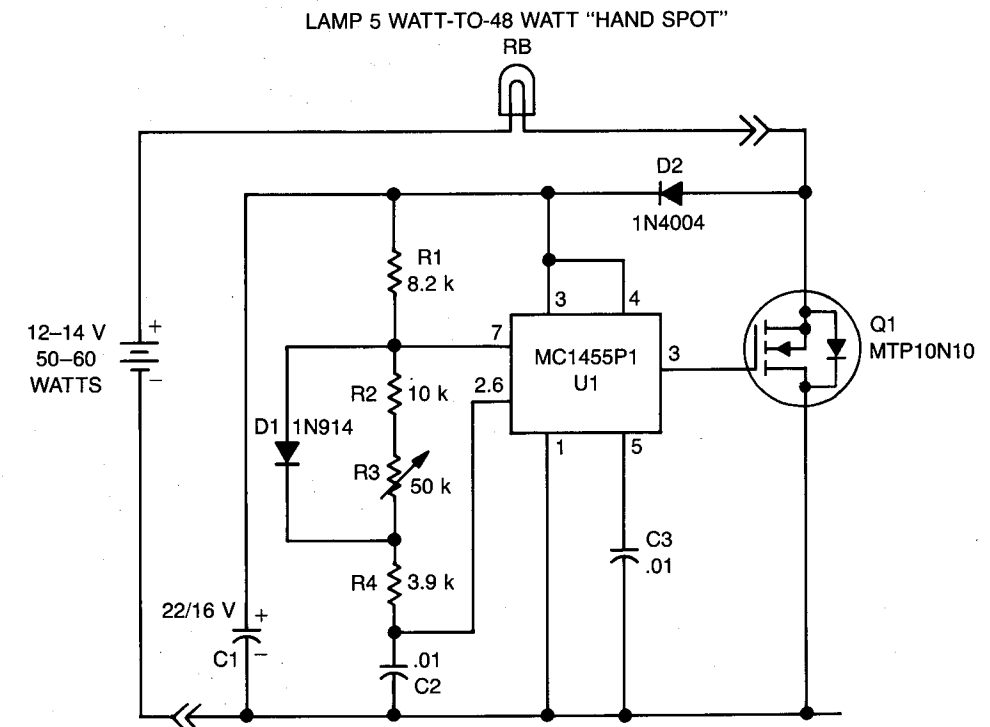 LAMP 5 WATT-TO-48 WATT “HAND SPOT”
RB
D2
1N4004
R1
8.2 k
3
4
12–14 V
50–60
WATTS
+
–
7
MC1455P1
U1
3
Q1
MTP10N10
R2
10 k
2.6
D1
1N914
R3
50 k
1
5
C3
.01
R4
3.9 k
22/16 V
+
–
C1
.01
C2